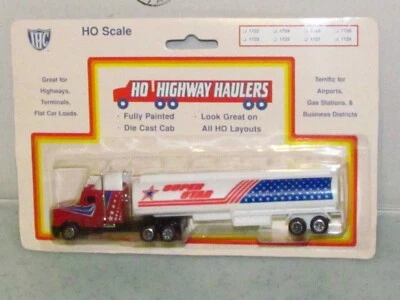 IHC
HO Scale
Great for
Highways,
Terminals,
Flat Car Loads.
HO HIGHWAY HAULERS
· Fully Painted
· Look Great on
Die Cast Cab
All HO Layouts
Terrific for
Airports,
Gas Stations, &
Business Districts
SUPER
STAR